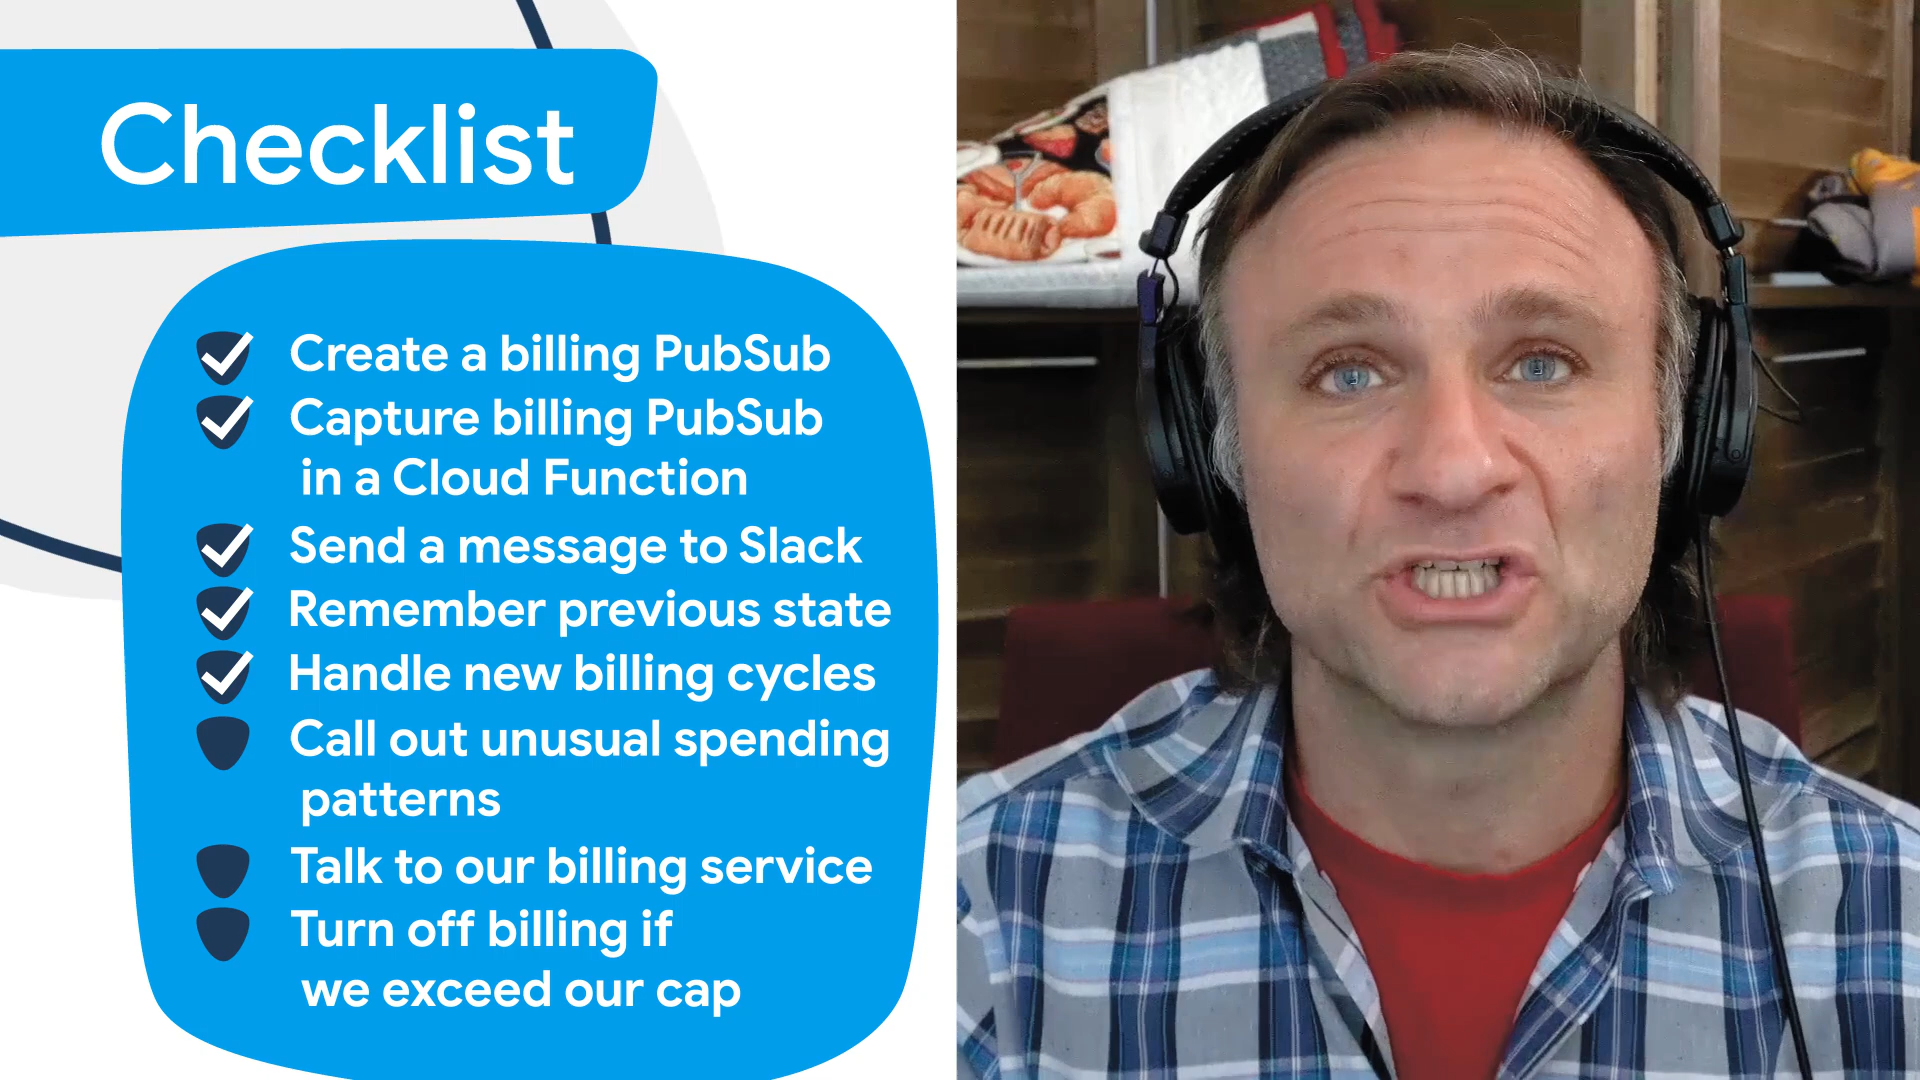 Checklist
Create a billing PubSub
Capture billing PubSub
in a Cloud Function
Send a message to Slack
Remember previous state
Handle new billing cycles
Call out unusual spending
patterns
Talk to our billing service
Turn off billing if
we exceed our cap